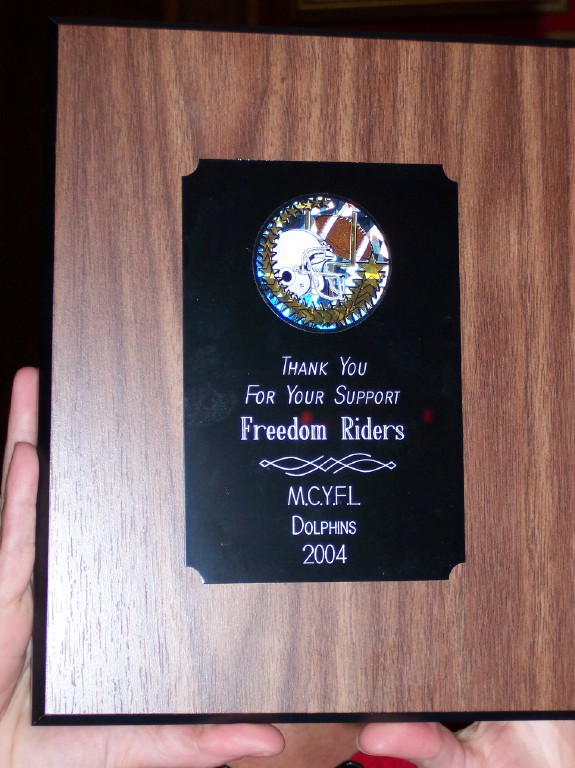 Thank You
For Your Support
Freedom Riders
M.C.Y.F.L.
Dolphins
2004